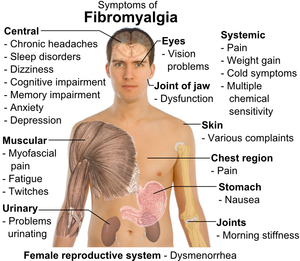 Symptoms of
Fibromyalgia
Central
- Chronic headaches
- Sleep disorders
- Dizziness
- Cognitive impairment
- Memory impairment
- Anxiety
- Depression
Eyes
- Vision
problems
Joint of jaw
- Dysfunction
Systemic
- Pain
- Weight gain
- Cold symptoms
- Multiple
chemical
sensitivity
Skin
- Various complaints
Muscular
- Myofascial
pain
- Fatigue
- Twitches
Chest region
- Pain
Stomach
- Nausea
Urinary
- Problems
urinating
Joints
- Morning stiffness
Female reproductive system - Dysmenorrhea